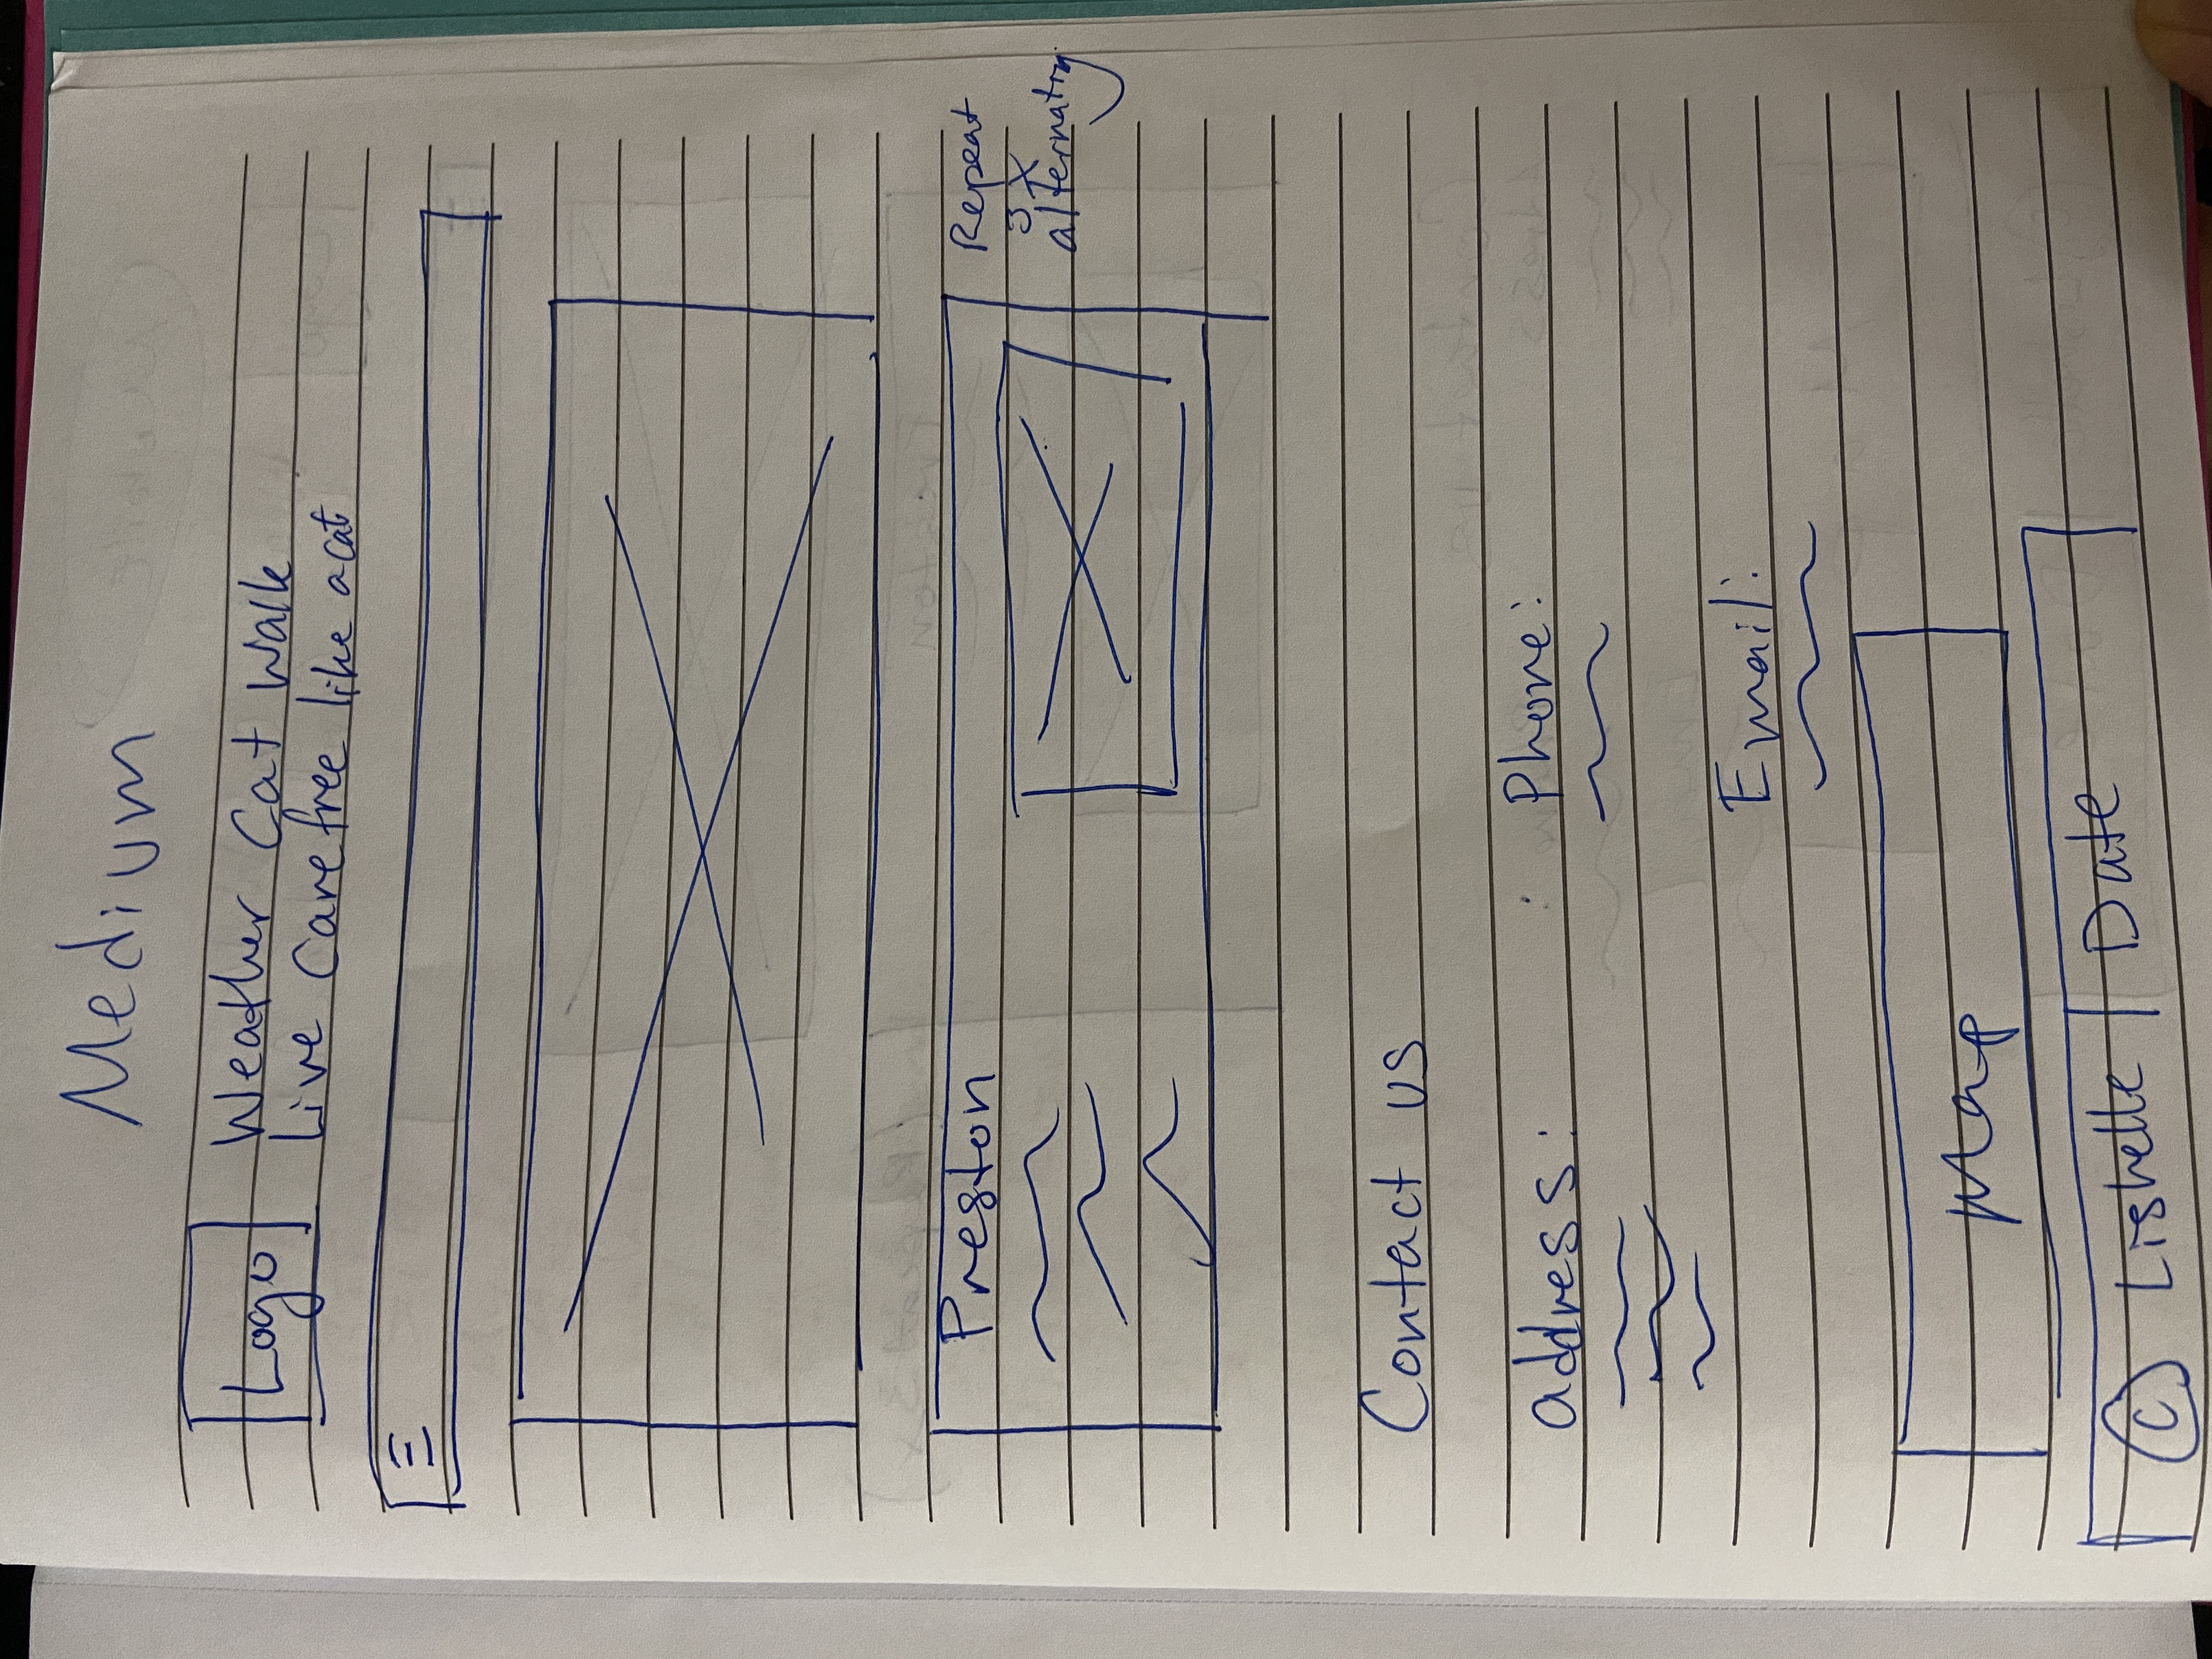 Medium
Logo
Weather Cat Walk
Live Carefree like a cat
Preston
Repeat
3x
alternating
Contact us
address:
Phone:
Email:
Map
© Lishelle | Date